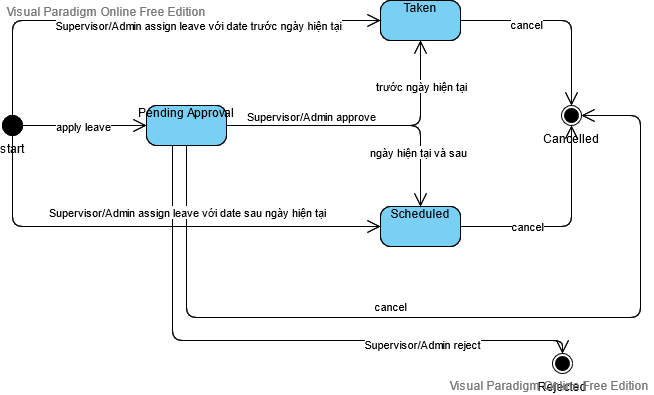 Visual Paradigm Online Free Edition
Taken
Supervisor/Admin assign leave với date trước ngày hiện tại
cancel
trước ngày hiện tại
Pending Approval
Supervisor/Admin approve
apply leave
start
Cancelled
ngày hiện tại và sau
Supervisor/Admin assign leave với date sau ngày hiện tại
Scheduled
cancel
cancel
Supervisor/Admin reject
Visual Paradigm Online Free Edition
Rejected